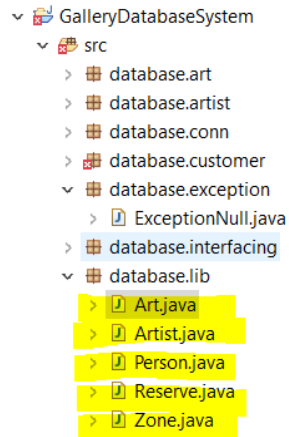 GalleryDatabaseSystem
src
database.art
database.artist
database.conn
database.customer
database.exception
ExceptionNull.java
database.interfacing
database.lib
Art.java
Artist.java
Person.java
Reserve.java
Zone.java